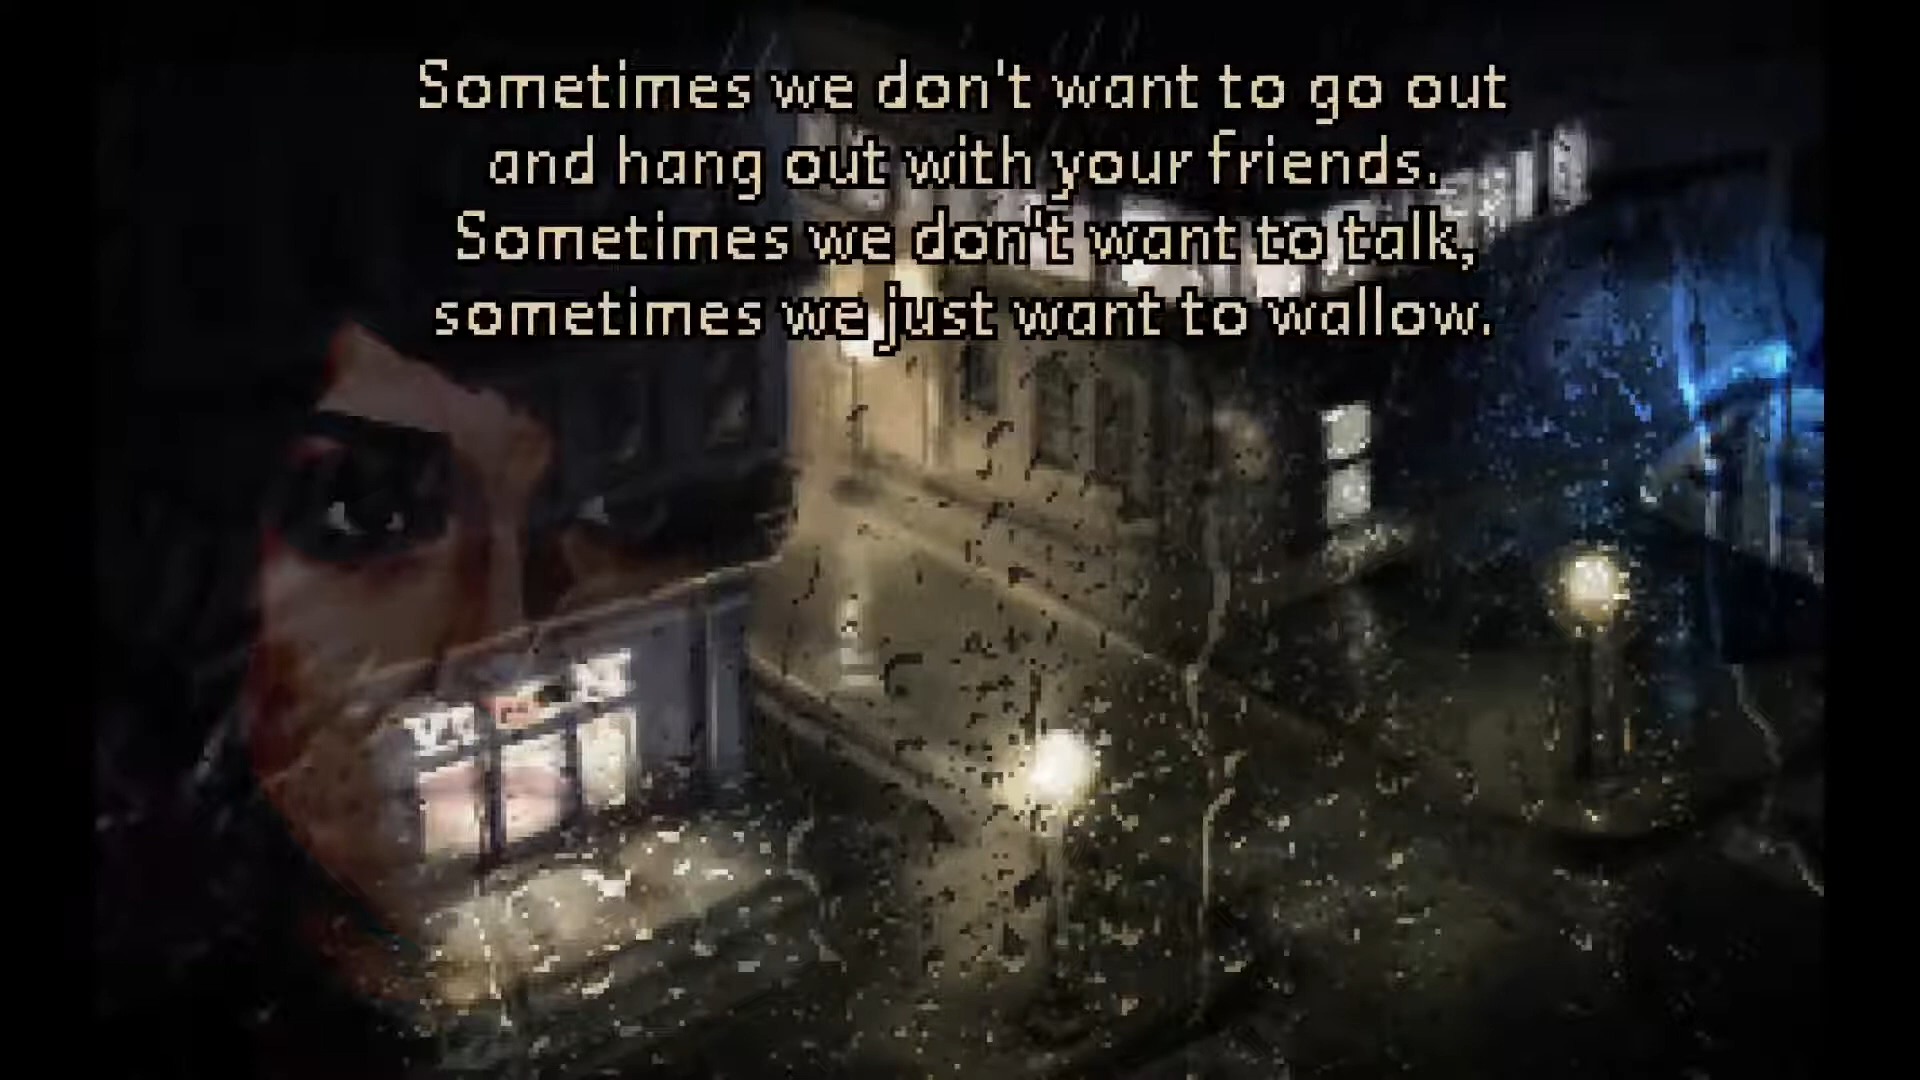 Sometimes we don't want to go out
and hang out with your friends.
Sometimes we don't want to talk,
sometimes we just want to wallow.